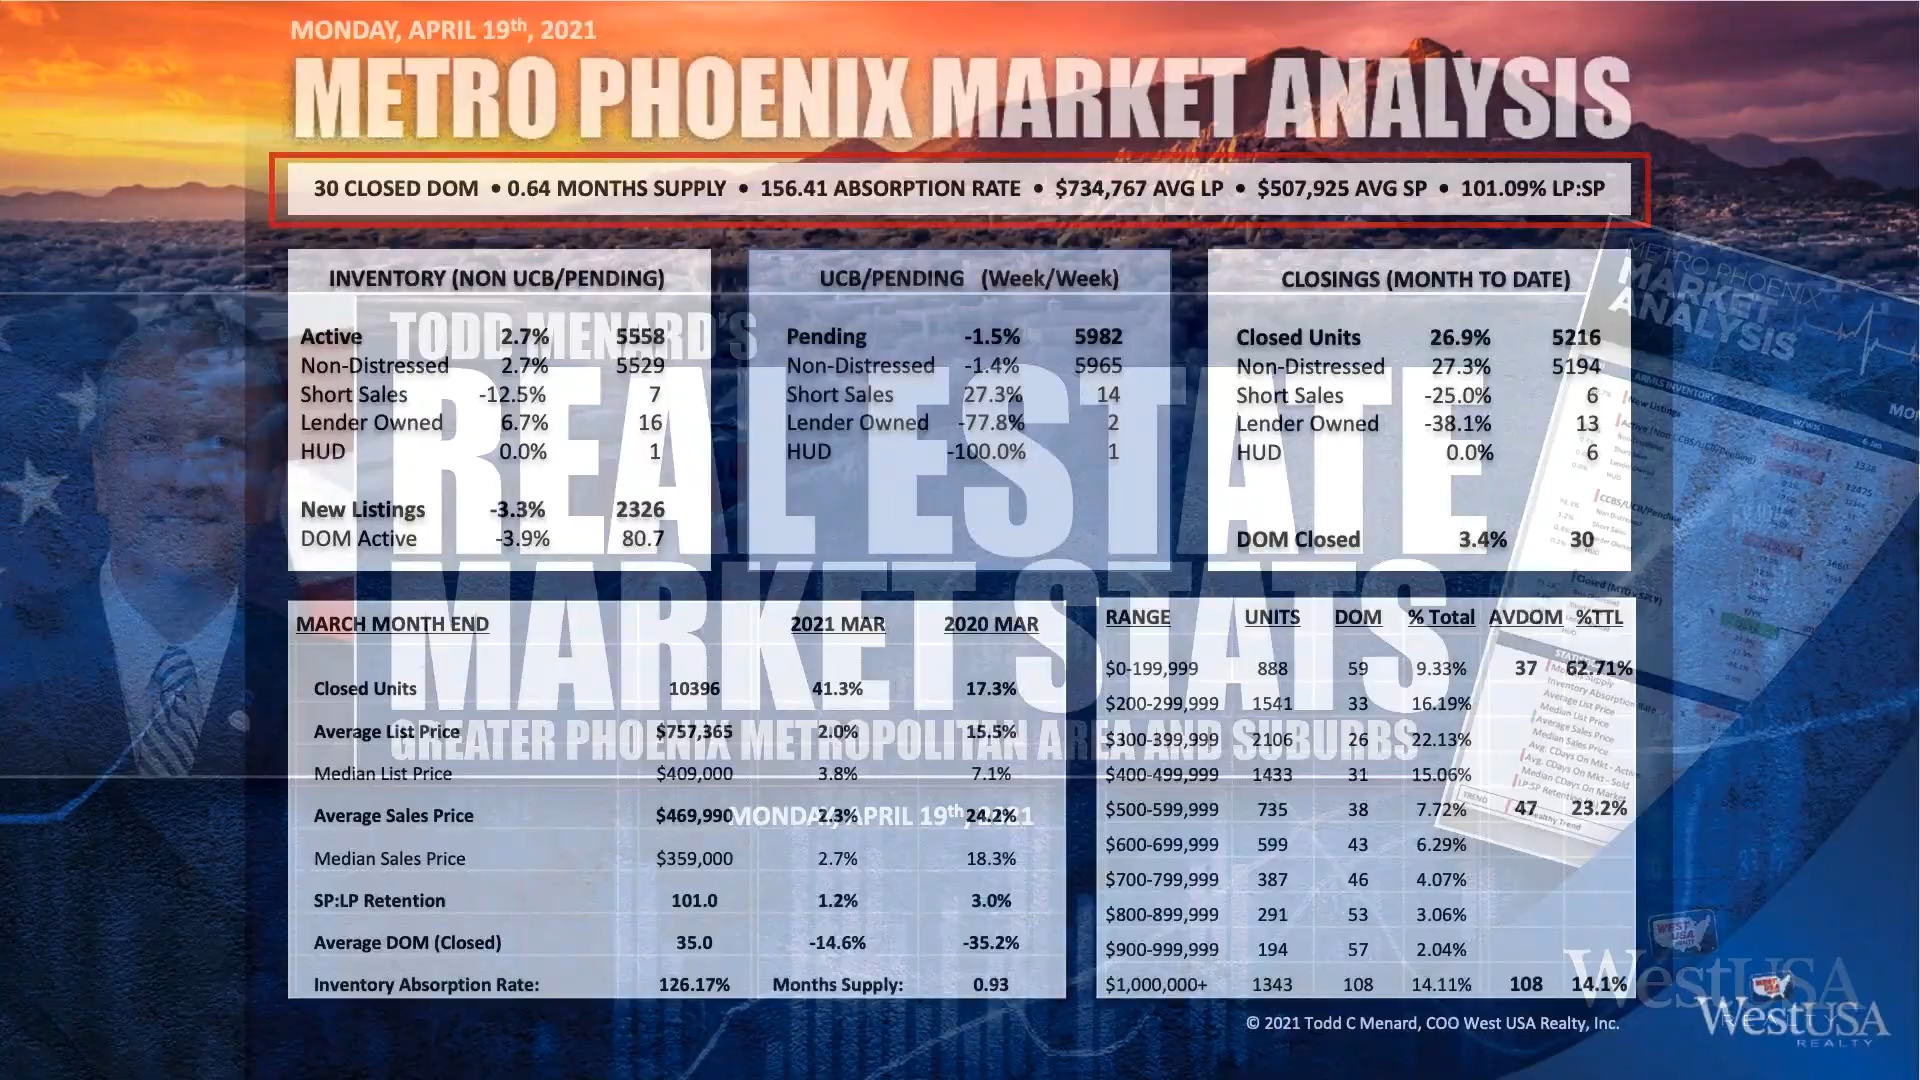 MONDAY, APRIL 19th, 2021
METRO PHOENIX MARKET ANALYSIS
30 CLOSED DOM • 0.64 MONTHS SUPPLY • 156.41 ABSORPTION RATE • $734,767 AVG LP • $507,925 AVG SP • 101.09% LP:SP
INVENTORY (NON UCB/PENDING)
Active 2.7% 5558
Non-Distressed 2.7% 5529
Short Sales -12.5% 7
Lender Owned 6.7% 16
HUD 0.0% 1
New Listings -3.3% 2326
DOM Active -3.9% 80.7
UCB/PENDING (Week/Week)
Pending -1.5% 5982
Non-Distressed -1.4% 5965
Short Sales 27.3% 14
Lender Owned -77.8% 2
HUD -100.0% 1
CLOSINGS (MONTH TO DATE)
Closed Units 26.9% 5216
Non-Distressed 27.3% 5194
Short Sales -25.0% 6
Lender Owned -38.1% 13
HUD 0.0% 6
DOM Closed 3.4% 30
METRO PHOENIX
MARKET
ANALYSIS
TODD MENARD'S
REAL ESTATE
MARKET STATS
GREATER PHOENIX METROPOLITAN AREA AND SUBURBS
MONDAY, APRIL 19th, 2021
MARCH MONTH END 2021 MAR 2020 MAR
Closed Units 10396 41.3% 17.3%
Average List Price $757,365 2.0% 15.5%
Median List Price $409,000 3.8% 7.1%
Average Sales Price $469,990 2.3% 24.2%
Median Sales Price $359,000 2.7% 18.3%
SP:LP Retention 101.0 1.2% 3.0%
Average DOM (Closed) 35.0 -14.6% -35.2%
Inventory Absorption Rate: 126.17% Months Supply: 0.93
RANGE UNITS DOM % Total AVDOM %TTL
$0-199,999 888 59 9.33% 37 62.71%
$200-299,999 1541 33 16.19%
$300-399,999 2106 26 22.13%
$400-499,999 1433 31 15.06%
$500-599,999 735 38 7.72% 47 23.2%
$600-699,999 599 43 6.29%
$700-799,999 387 46 4.07%
$800-899,999 291 53 3.06%
$900-999,999 194 57 2.04%
$1,000,000+ 1343 108 14.11% 108 14.1%
© 2021 Todd C Menard, COO West USA Realty, Inc.
WestUSA
WestUSA
REALTY